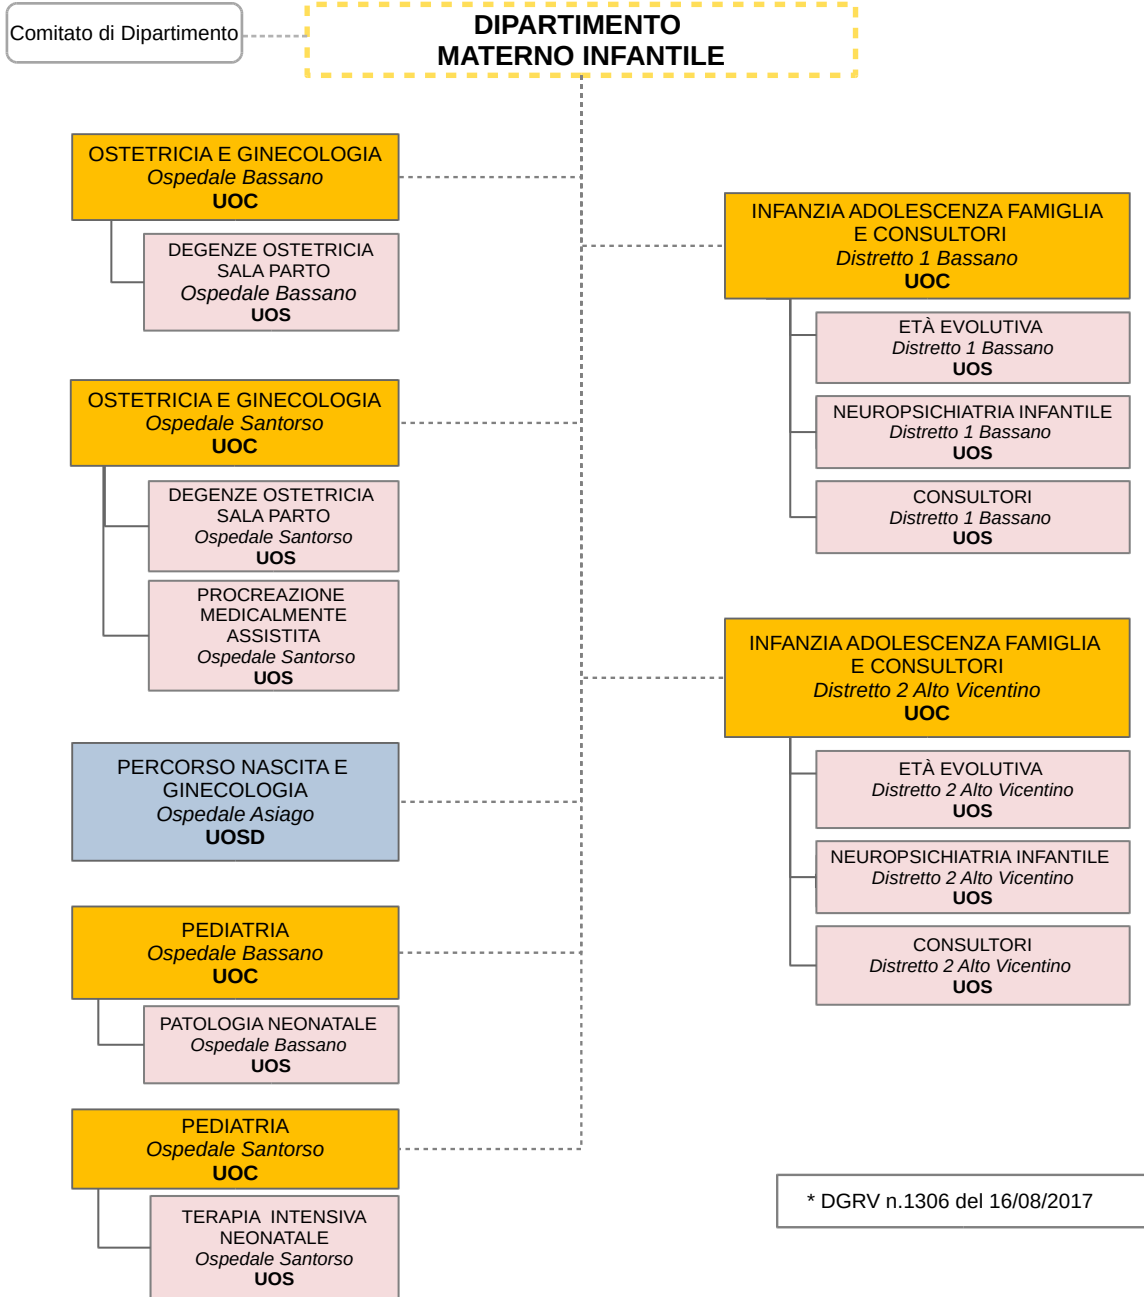 Comitato di Dipartimento
DIPARTIMENTO
MATERNO INFANTILE
OSTETRICIA E GINECOLOGIA
Ospedale Bassano
UOC
DEGENZE OSTETRICIA
SALA PARTO
Ospedale Bassano
UOS
OSTETRICIA E GINECOLOGIA
Ospedale Santorso
UOC
DEGENZE OSTETRICIA
SALA PARTO
Ospedale Santorso
UOS
PROCREAZIONE
MEDICALMENTE
ASSISTITA
Ospedale Santorso
UOS
PERCORSO NASCITA E
GINECOLOGIA
Ospedale Asiago
UOSD
PEDIATRIA
Ospedale Bassano
UOC
PATOLOGIA NEONATALE
Ospedale Bassano
UOS
PEDIATRIA
Ospedale Santorso
UOC
TERAPIA INTENSIVA
NEONATALE
Ospedale Santorso
UOS
INFANZIA ADOLESCENZA FAMIGLIA
E CONSULTORI
Distretto 1 Bassano
UOC
ETÀ EVOLUTIVA
Distretto 1 Bassano
UOS
NEUROPSICHIATRIA INFANTILE
Distretto 1 Bassano
UOS
CONSULTORI
Distretto 1 Bassano
UOS
INFANZIA ADOLESCENZA FAMIGLIA
E CONSULTORI
Distretto 2 Alto Vicentino
UOC
ETÀ EVOLUTIVA
Distretto 2 Alto Vicentino
UOS
NEUROPSICHIATRIA INFANTILE
Distretto 2 Alto Vicentino
UOS
CONSULTORI
Distretto 2 Alto Vicentino
UOS
* DGRV n.1306 del 16/08/2017